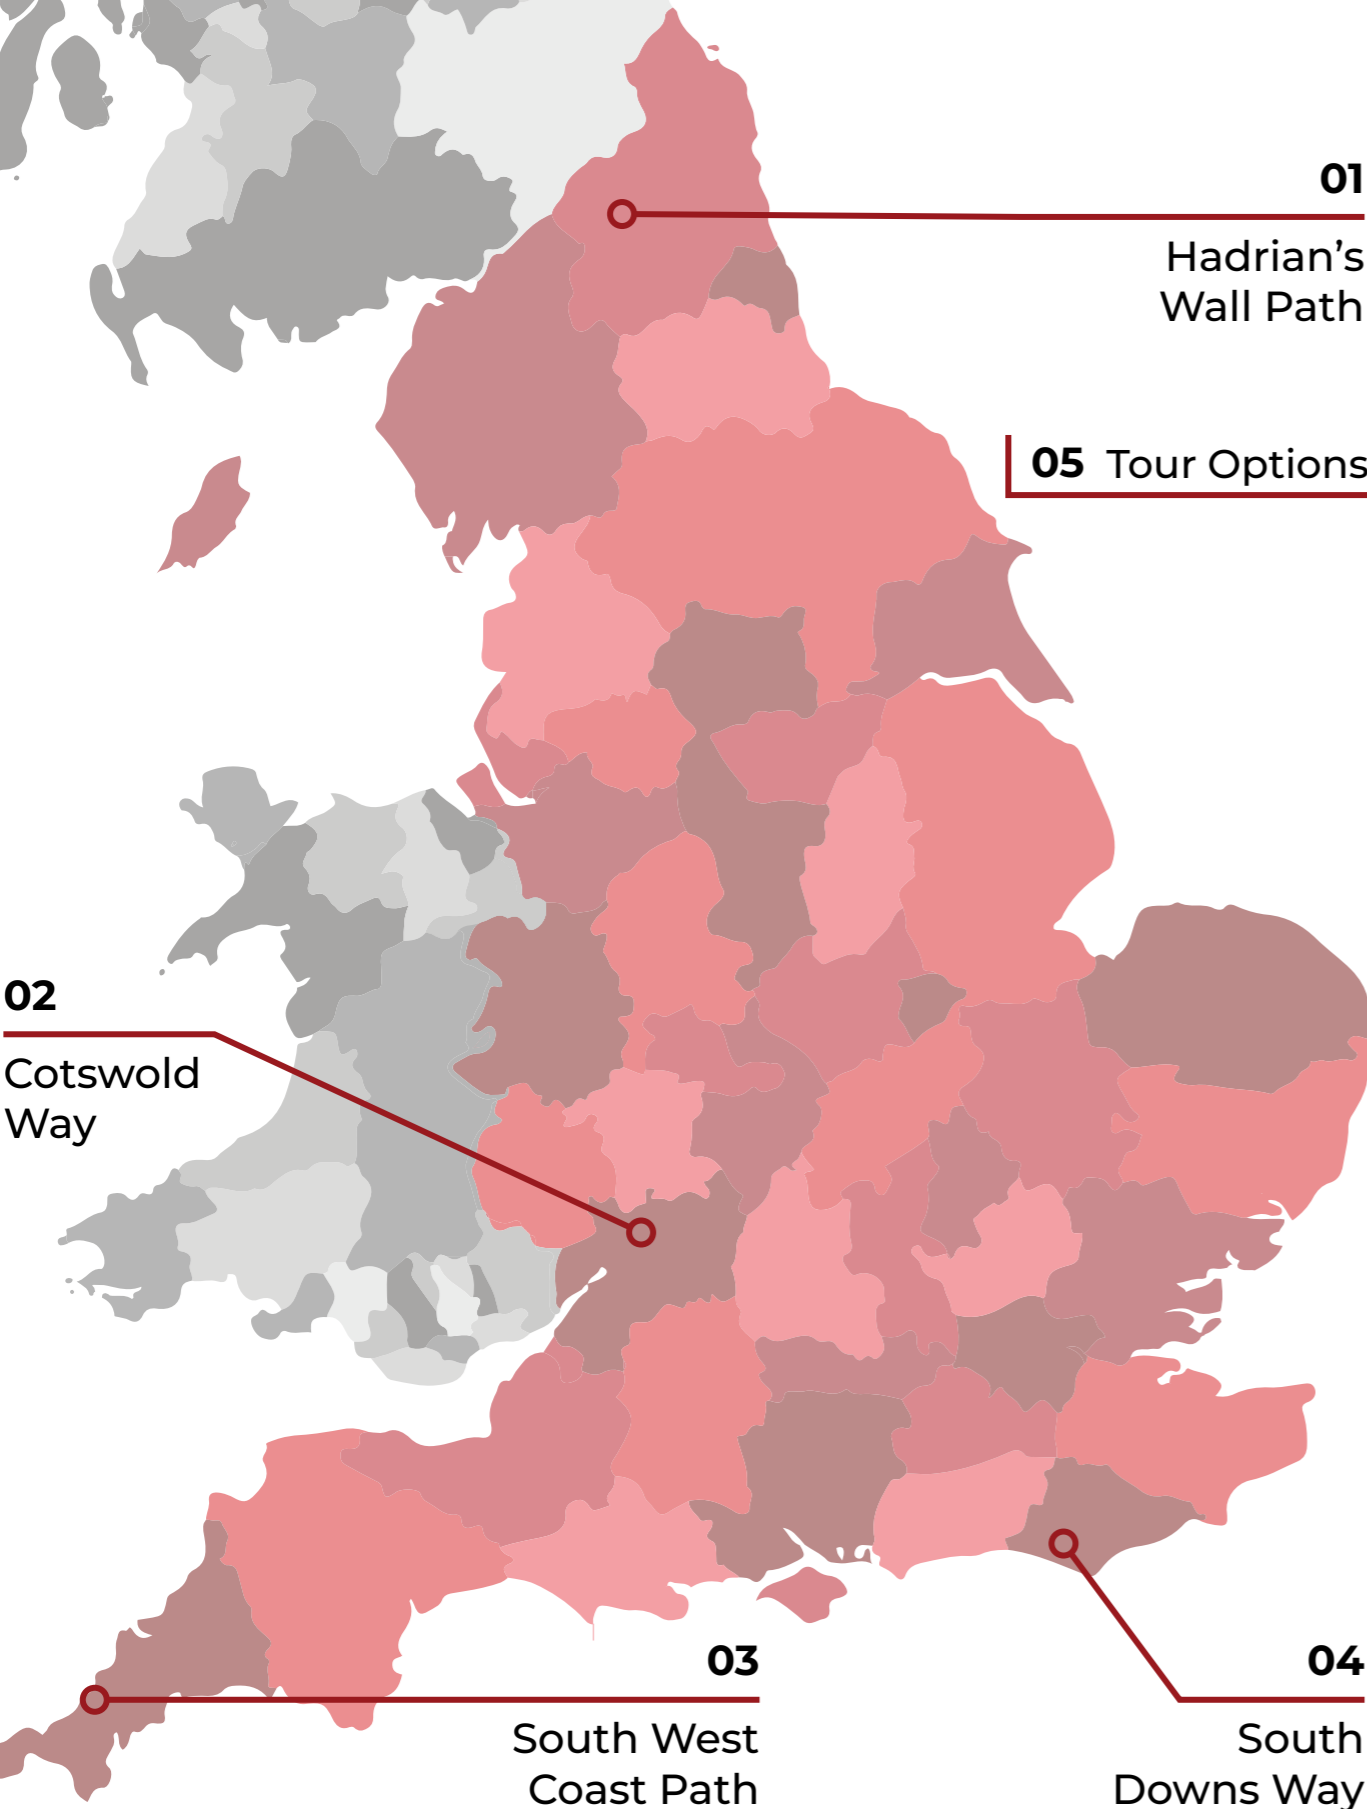 01
Hadrian's
Wall Path
05 Tour Options
02
Cotswold
Way
03
South West
Coast Path
04
South
Downs Way